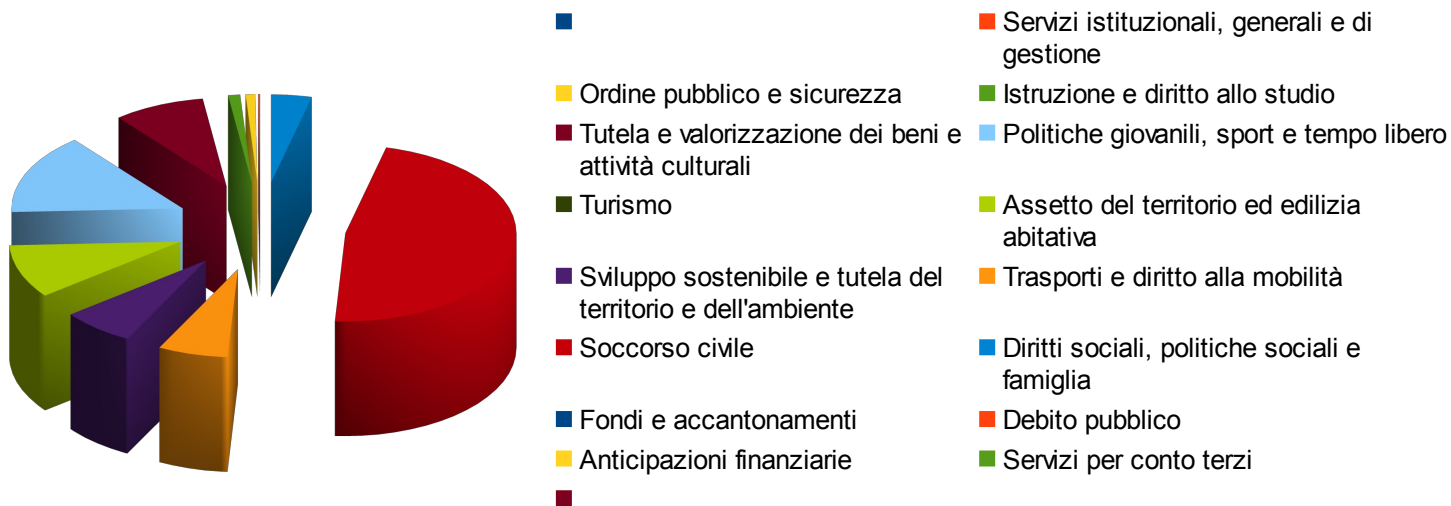 Servizi istituzionali, generali e di
gestione
Ordine pubblico e sicurezza
Istruzione e diritto allo studio
Tutela e valorizzazione dei beni e
attività culturali
Politiche giovanili, sport e tempo libero
Turismo
Assetto del territorio ed edilizia
abitativa
Sviluppo sostenibile e tutela del
territorio e dell'ambiente
Trasporti e diritto alla mobilità
Soccorso civile
Diritti sociali, politiche sociali e
famiglia
Fondi e accantonamenti
Debito pubblico
Anticipazioni finanziarie
Servizi per conto terzi